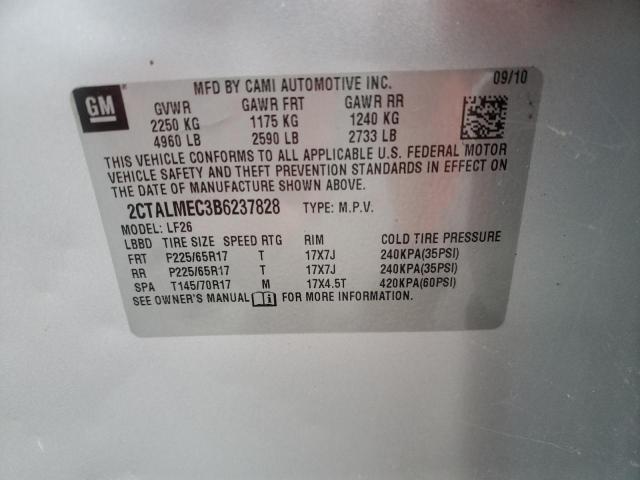 GM
MFD BY CAMI AUTOMOTIVE INC. 09/10
GVWR GAWR FRT GAWR RR
2250 KG 1175 KG 1240 KG
4960 LB 2590 LB 2733 LB
THIS VEHICLE CONFORMS TO ALL APPLICABLE U.S. FEDERAL MOTOR
VEHICLE SAFETY AND THEFT PREVENTION STANDARDS IN EFFECT ON
THE DATE OF MANUFACTURE SHOWN ABOVE.
2CTALMEC3B6237828 TYPE: M.P.V.
MODEL: LF26
LBBD TIRE SIZE SPEED RTG RIM COLD TIRE PRESSURE
FRT P225/65R17 T 17X7J 240KPA(35PSI)
RR P225/65R17 T 17X7J 240KPA(35PSI)
SPA T145/70R17 M 17X4.5T 420KPA(60PSI)
SEE OWNER'S MANUAL FOR MORE INFORMATION.